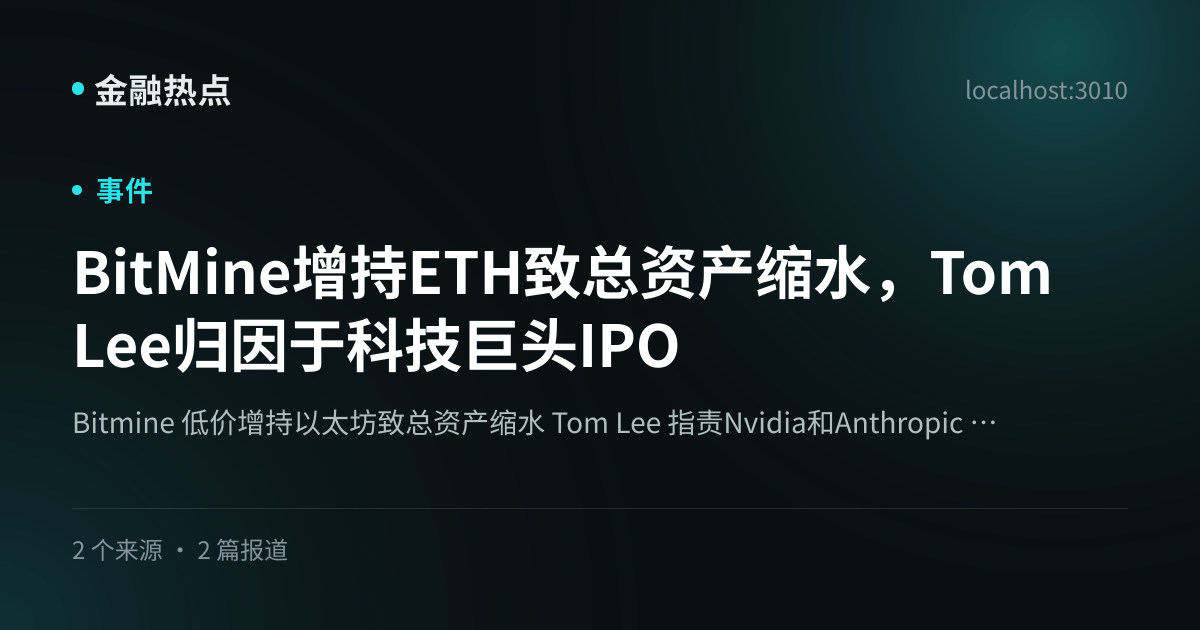 金融热点
localhost:3010
事件
BitMine增持ETH致总资产缩水，Tom
Lee归因于科技巨头IPO
Bitmine 低价增持以太坊致总资产缩水 Tom Lee 指责Nvidia和Anthropic …
2 个来源 · 2 篇报道